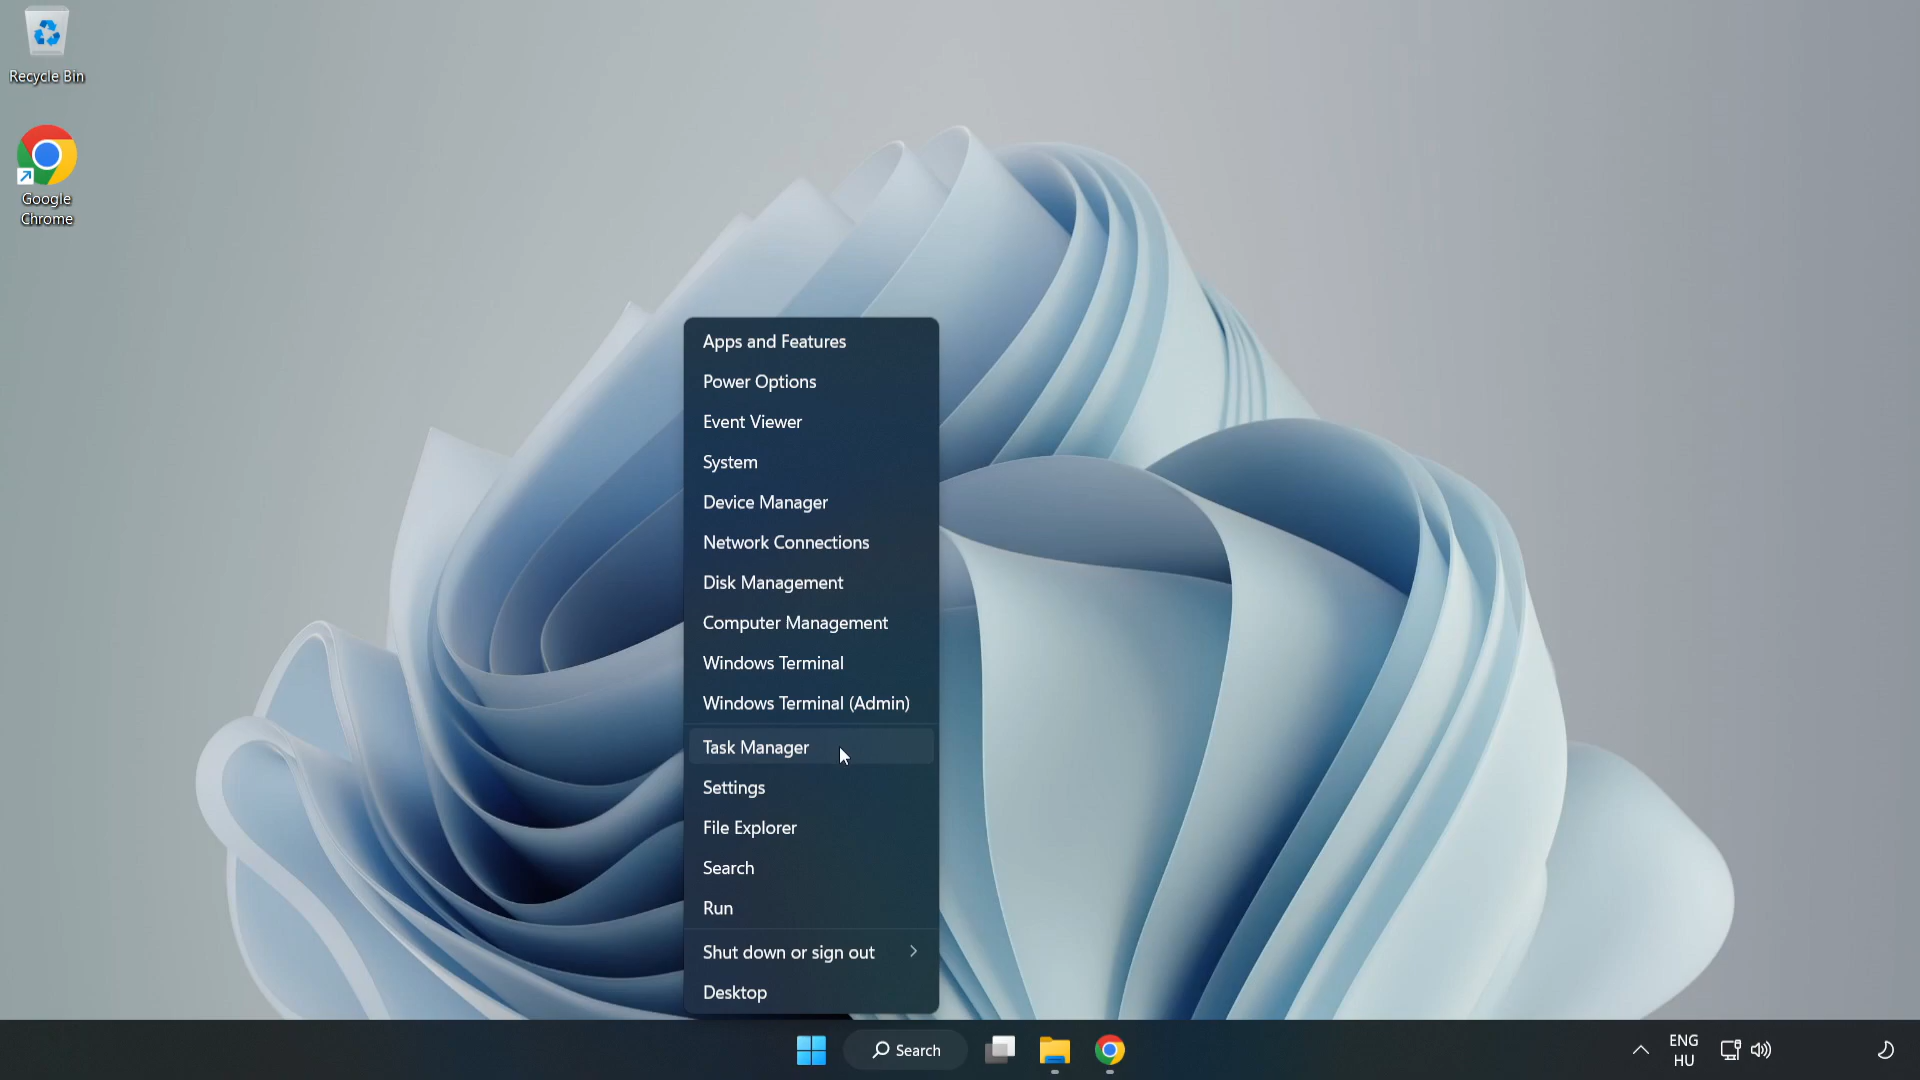 Recycle Bin
Google
Chrome
Apps and Features
Power Options
Event Viewer
System
Device Manager
Network Connections
Disk Management
Computer Management
Windows Terminal
Windows Terminal (Admin)
Task Manager
Settings
File Explorer
Search
Run
Shut down or sign out
Desktop
Search
ENG
HU